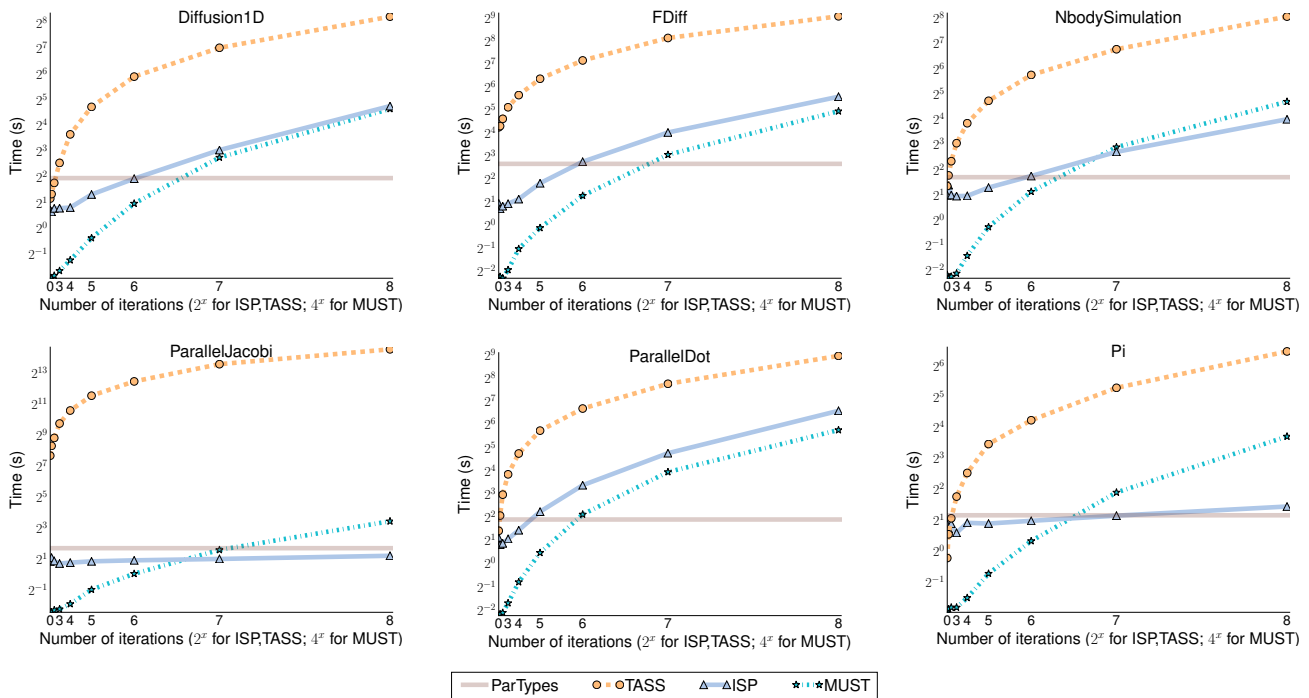 Diffusion1D
Time (s)
2^8
2^7
2^6
2^5
2^4
2^3
2^2
2^1
2^0
2^−1
0 3 3 4 5 6 7 8
Number of iterations (2^x for ISP,TASS; 4^x for MUST)
FDiff
Time (s)
2^9
2^8
2^7
2^6
2^5
2^4
2^3
2^2
2^1
2^0
2^−1
2^−2
0 3 3 4 5 6 7 8
Number of iterations (2^x for ISP,TASS; 4^x for MUST)
NbodySimulation
Time (s)
2^8
2^7
2^6
2^5
2^4
2^3
2^2
2^1
2^0
2^−1
2^−2
0 3 3 4 5 6 7 8
Number of iterations (2^x for ISP,TASS; 4^x for MUST)
ParallelJacobi
Time (s)
2^13
2^11
2^9
2^7
2^5
2^3
2^1
2^−1
0 3 3 4 5 6 7 8
Number of iterations (2^x for ISP,TASS; 4^x for MUST)
ParallelDot
Time (s)
2^9
2^8
2^7
2^6
2^5
2^4
2^3
2^2
2^1
2^0
2^−1
2^−2
0 3 3 4 5 6 7 8
Number of iterations (2^x for ISP,TASS; 4^x for MUST)
Pi
Time (s)
2^6
2^5
2^4
2^3
2^2
2^1
2^0
2^−1
0 3 3 4 5 6 7 8
Number of iterations (2^x for ISP,TASS; 4^x for MUST)
ParTypes TASS ISP MUST